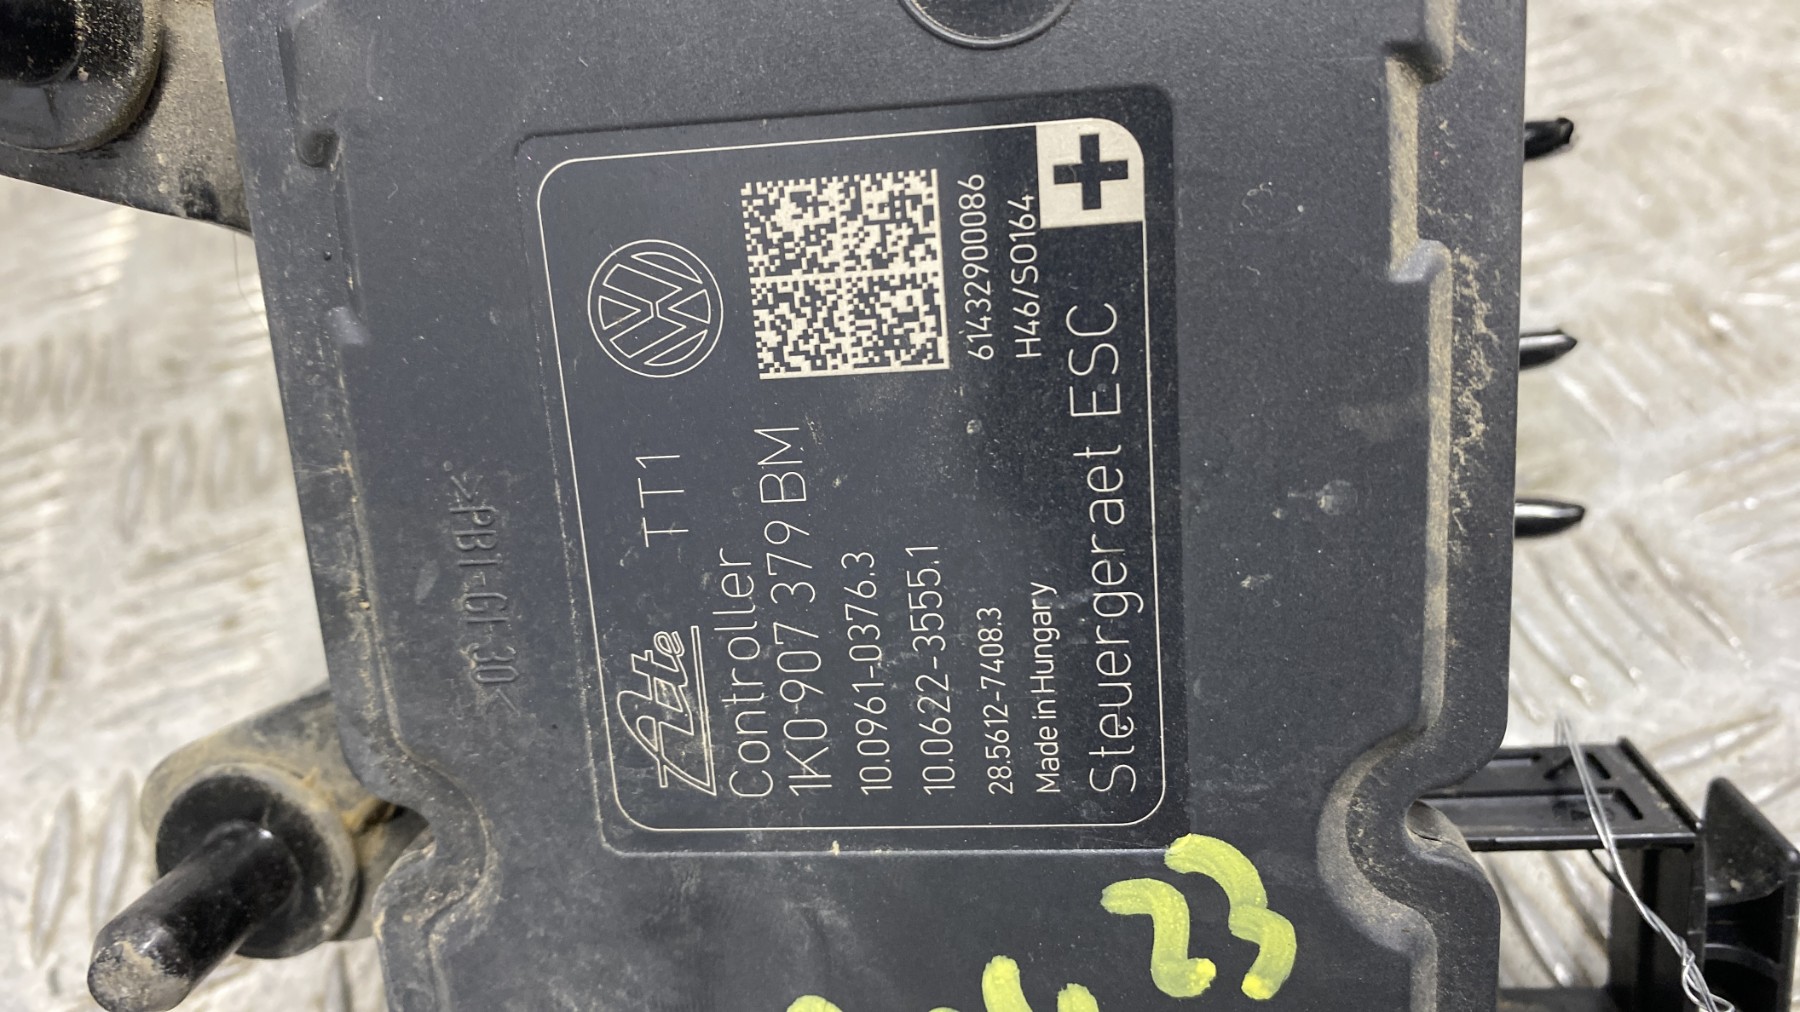 Ate TT1
Controller
1K0 907 379 BM
10.0961-0376.3
10.0622-3555.1
28.5612-7408.3
Made in Hungary
Steuergeraet ESC
61432900086
H46/S0164
>PBT-GF30<